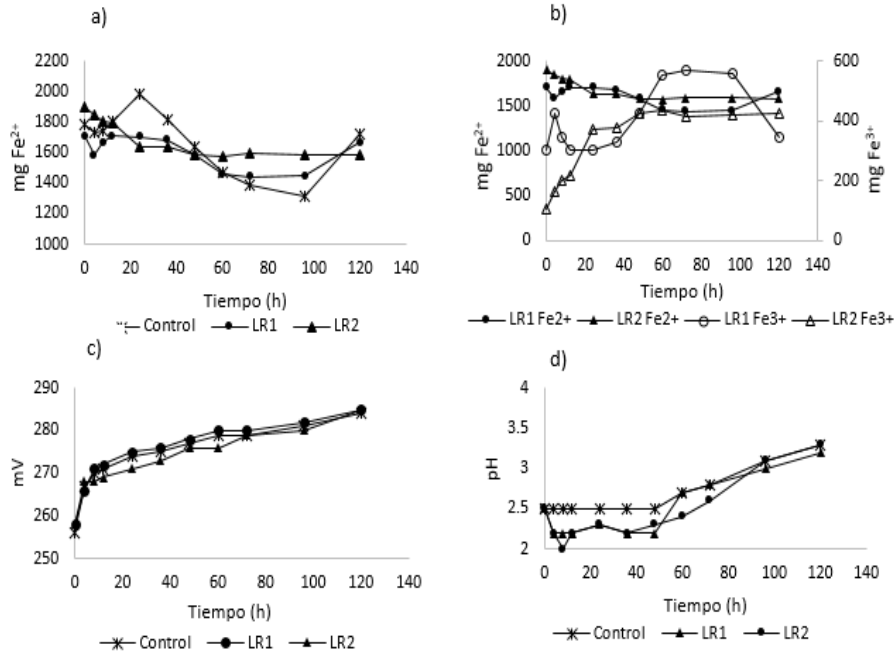 a)
2200
2000
1800
1600
1400
1200
1000
mg Fe²⁺
0 20 40 60 80 100 120 140
Tiempo (h)
Control LR1 LR2
b)
2000
1500
1000
500
0
mg Fe²⁺
600
400
200
0
mg Fe³⁺
0 20 40 60 80 100 120 140
Tiempo (h)
LR1 Fe2+ LR2 Fe2+ LR1 Fe3+ LR2 Fe3+
c)
290
280
270
260
250
mV
0 20 40 60 80 100 120 140
Tiempo (h)
Control LR1 LR2
d)
4
3.5
3
2.5
2
pH
0 20 40 60 80 100 120 140
Tiempo (h)
Control LR1 LR2